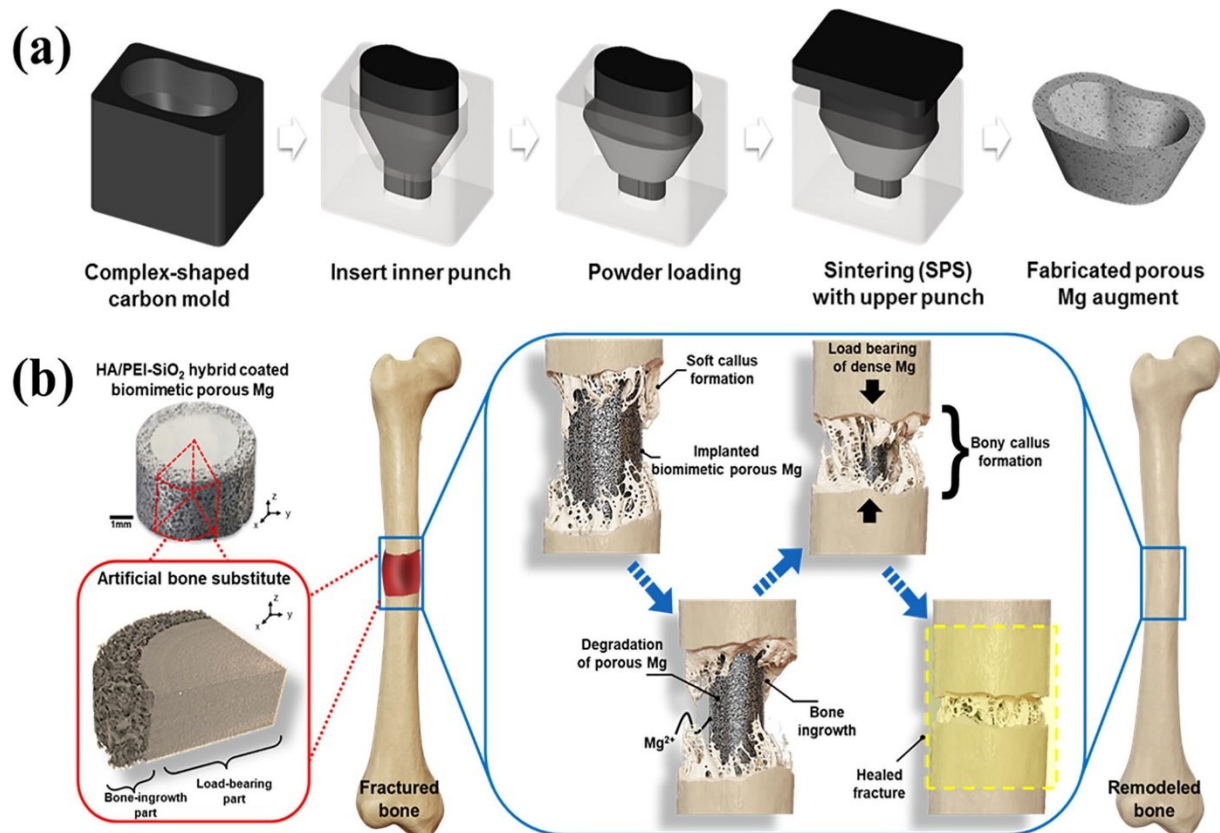 (a)
Complex-shaped
carbon mold
Insert inner punch
Powder loading
Sintering (SPS)
with upper punch
Fabricated porous
Mg augment
(b)
HA/PEI-SiO₂ hybrid coated
biomimetic porous Mg
1mm
z
y
x
Artificial bone substitute
z
y
x
Bone-ingrowth
part
Load-bearing
part
Fractured
bone
Soft callus
formation
Implanted
biomimetic porous Mg
Load bearing
of dense Mg
Bony callus
formation
Degradation
of porous Mg
Mg²⁺
Bone
ingrowth
Healed
fracture
Remodeled
bone